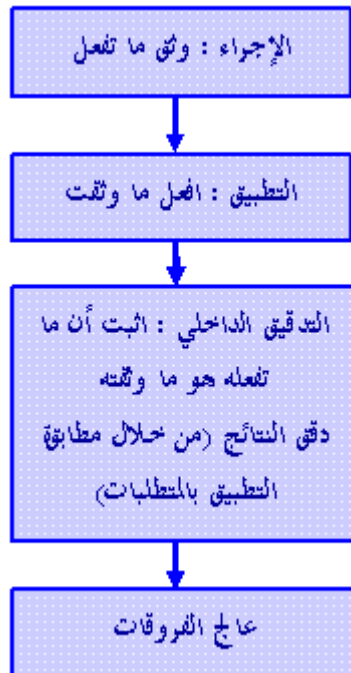 الإجراء : وثق ما تفعل
التطبيق : افعل ما وثقت
التدقيق الداخلي : اثبت أن ما
تفعله هو ما وثقته
دقق النتائج (من خلال مطابقة
التطبيق بالمتطلبات)
عالج الفروقات